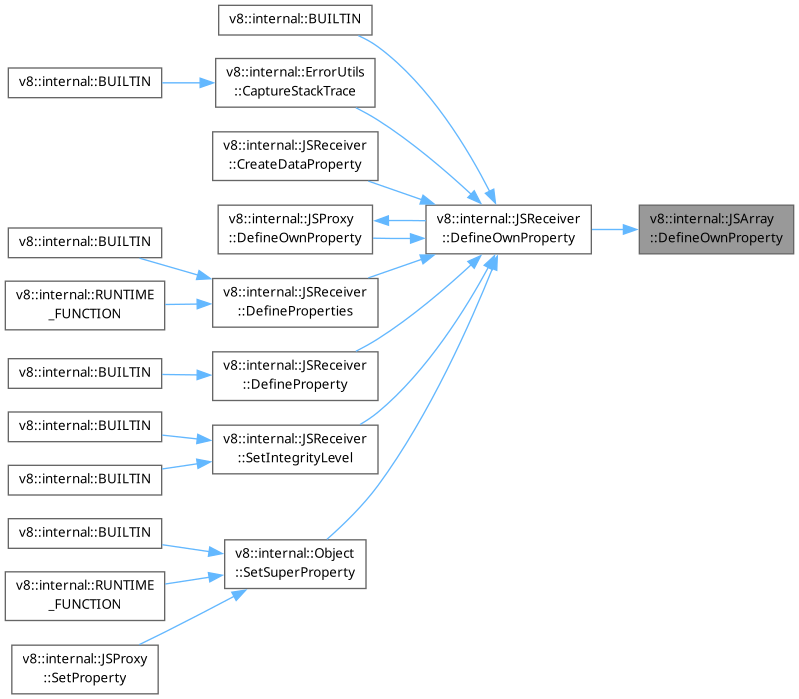 v8::internal::BUILTIN
v8::internal::ErrorUtils
::CaptureStackTrace
v8::internal::BUILTIN
v8::internal::JSReceiver
::CreateDataProperty
v8::internal::JSProxy
::DefineOwnProperty
v8::internal::JSReceiver
::DefineOwnProperty
v8::internal::JSArray
::DefineOwnProperty
v8::internal::BUILTIN
v8::internal::RUNTIME
_FUNCTION
v8::internal::JSReceiver
::DefineProperties
v8::internal::BUILTIN
v8::internal::JSReceiver
::DefineProperty
v8::internal::BUILTIN
v8::internal::JSReceiver
::SetIntegrityLevel
v8::internal::BUILTIN
v8::internal::BUILTIN
v8::internal::Object
::SetSuperProperty
v8::internal::RUNTIME
_FUNCTION
v8::internal::JSProxy
::SetProperty